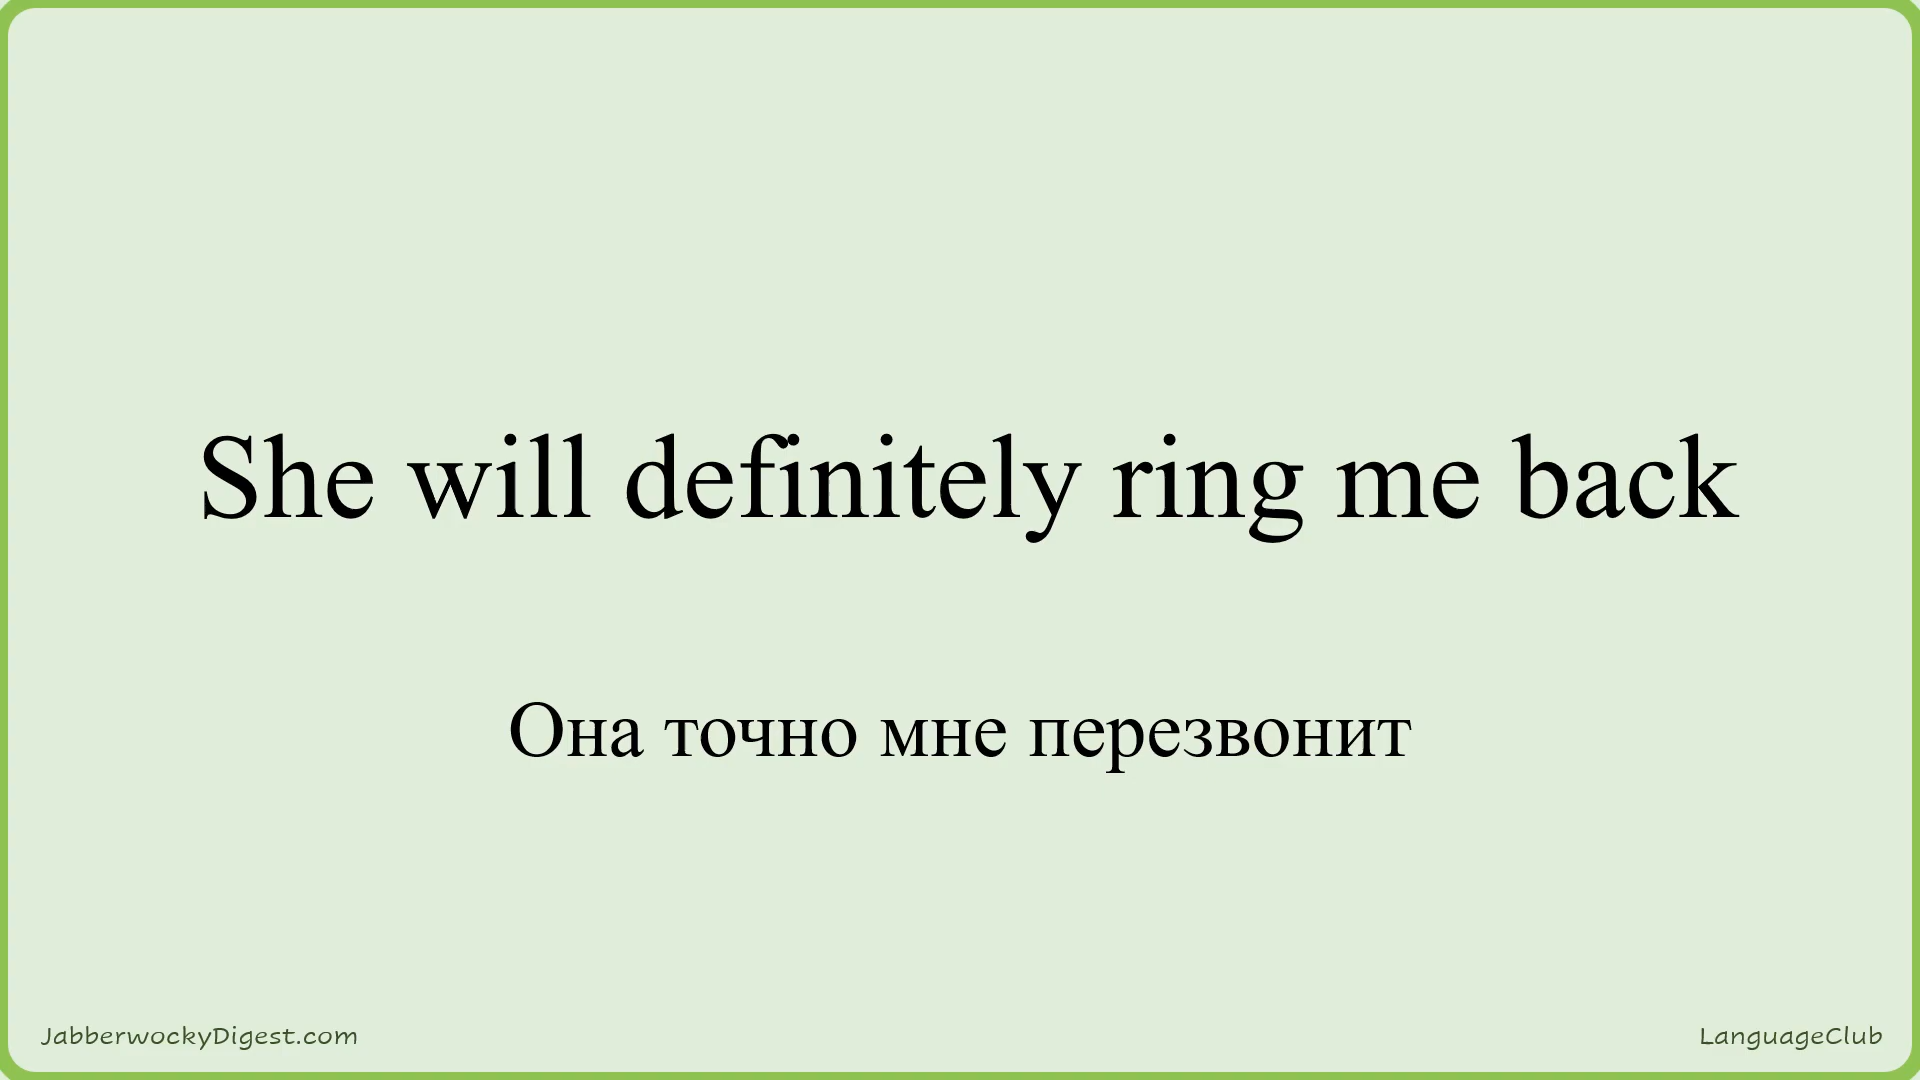 She will definitely ring me back
Она точно мне перезвонит
JabberwockyDigest.com
LanguageClub